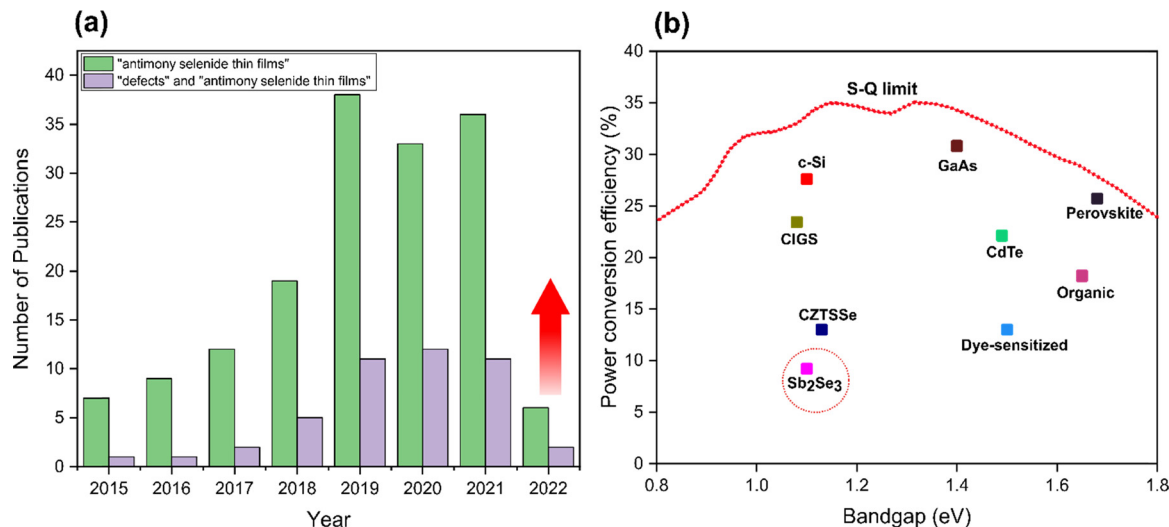 (a)
"antimony selenide thin films"
"defects" and "antimony selenide thin films"
Number of Publications
40
35
30
25
20
15
10
5
0
2015 2016 2017 2018 2019 2020 2021 2022
Year
(b)
Power conversion efficiency (%)
40
35
30
25
20
15
10
5
0
S-Q limit
c-Si
GaAs
CIGS
Perovskite
CdTe
Organic
CZTSSe
Dye-sensitized
Sb2Se3
0.8 1.0 1.2 1.4 1.6 1.8
Bandgap (eV)